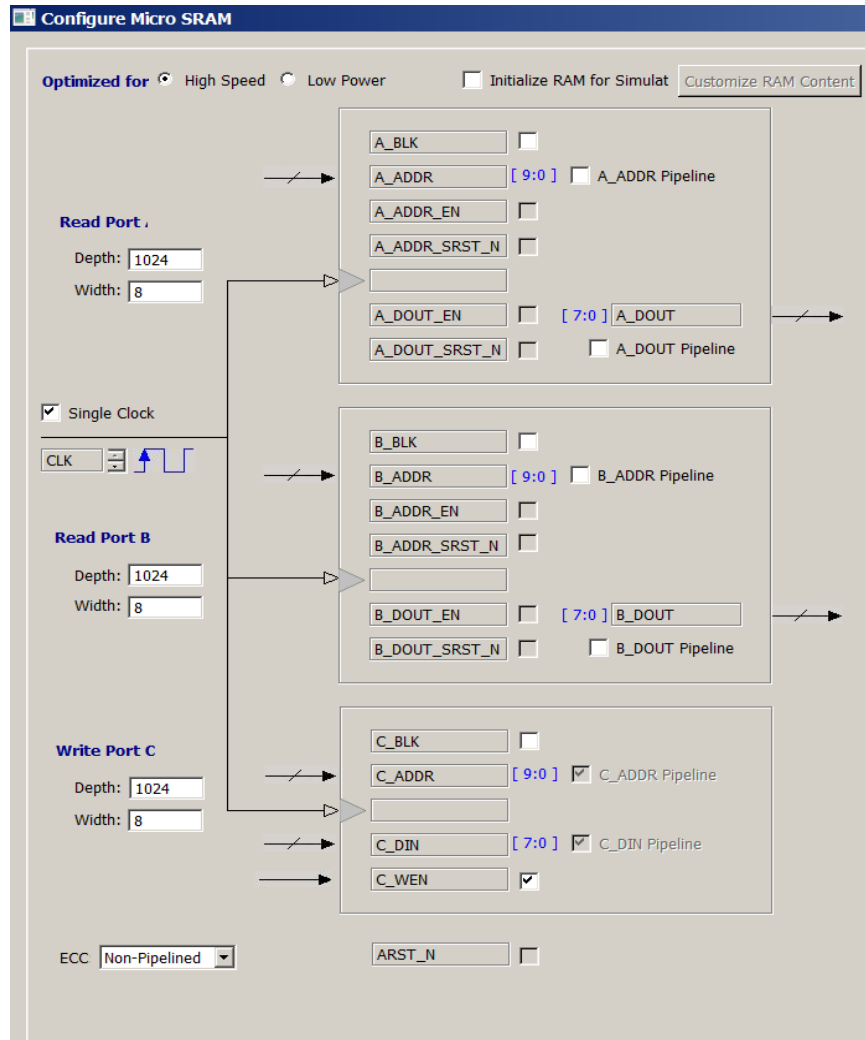 Configure Micro SRAM
Optimized for High Speed Low Power Initialize RAM for Simulat Customize RAM Content
A_BLK
A_ADDR [ 9:0 ] A_ADDR Pipeline
A_ADDR_EN
Read Port
A_ADDR_SRST_N
Depth: 1024
Width: 8
A_DOUT_EN [ 7:0 ] A_DOUT
A_DOUT_SRST_N A_DOUT Pipeline
Single Clock
B_BLK
CLK
B_ADDR [ 9:0 ] B_ADDR Pipeline
B_ADDR_EN
Read Port B
B_ADDR_SRST_N
Depth: 1024
Width: 8
B_DOUT_EN [ 7:0 ] B_DOUT
B_DOUT_SRST_N B_DOUT Pipeline
C_BLK
Write Port C
C_ADDR [ 9:0 ] C_ADDR Pipeline
Depth: 1024
Width: 8
C_DIN [ 7:0 ] C_DIN Pipeline
C_WEN
ECC Non-Pipelined ARST_N